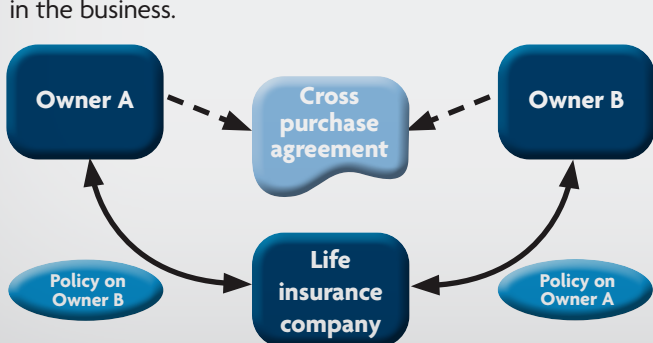 in the business.
Owner A
Cross
purchase
agreement
Owner B
Life
insurance
company
Policy on
Owner B
Policy on
Owner A